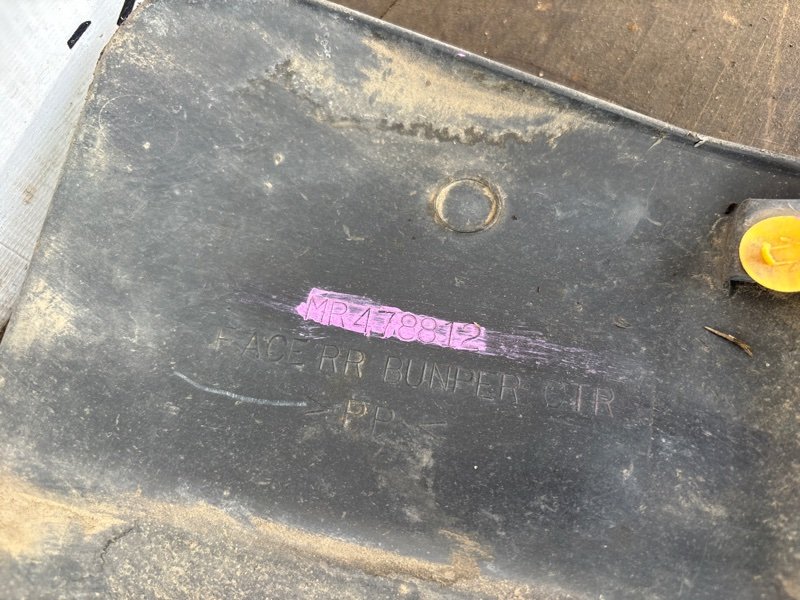 MR478812
FACE RR BUNPER CTR
>PP<